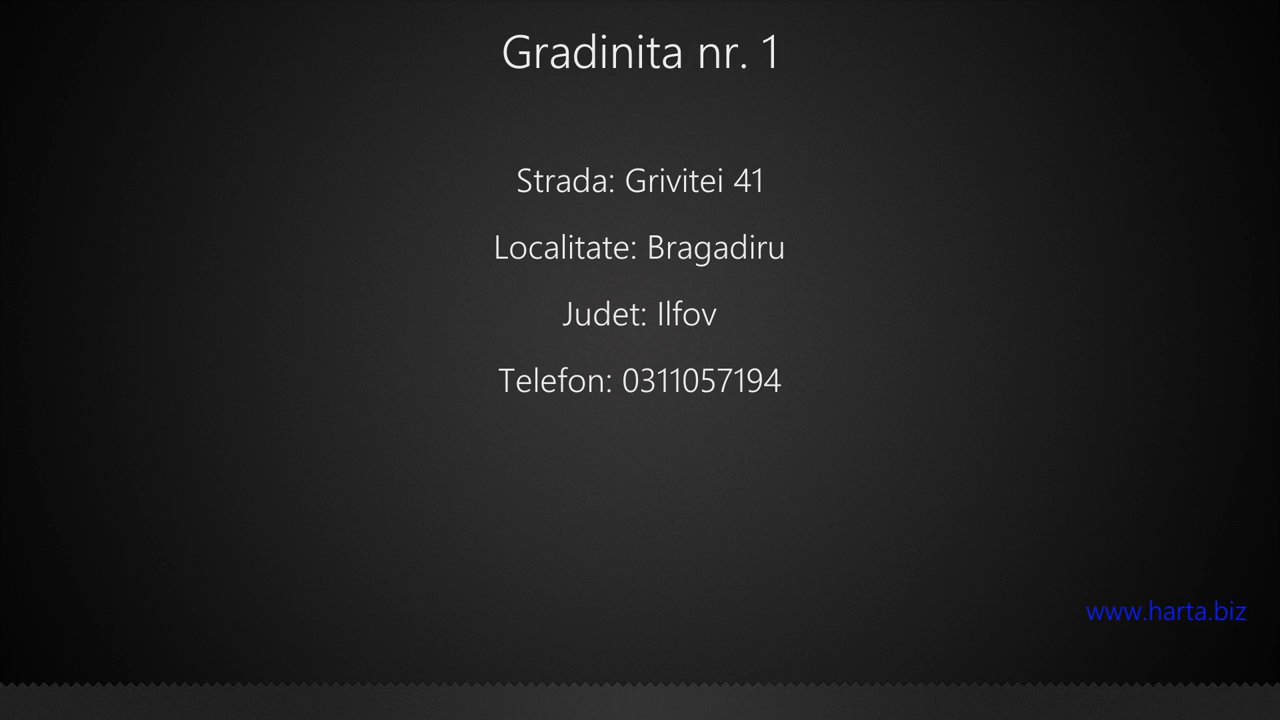 Gradinita nr. 1
Strada: Grivitei 41
Localitate: Bragadiru
Judet: Ilfov
Telefon: 0311057194
www.harta.biz